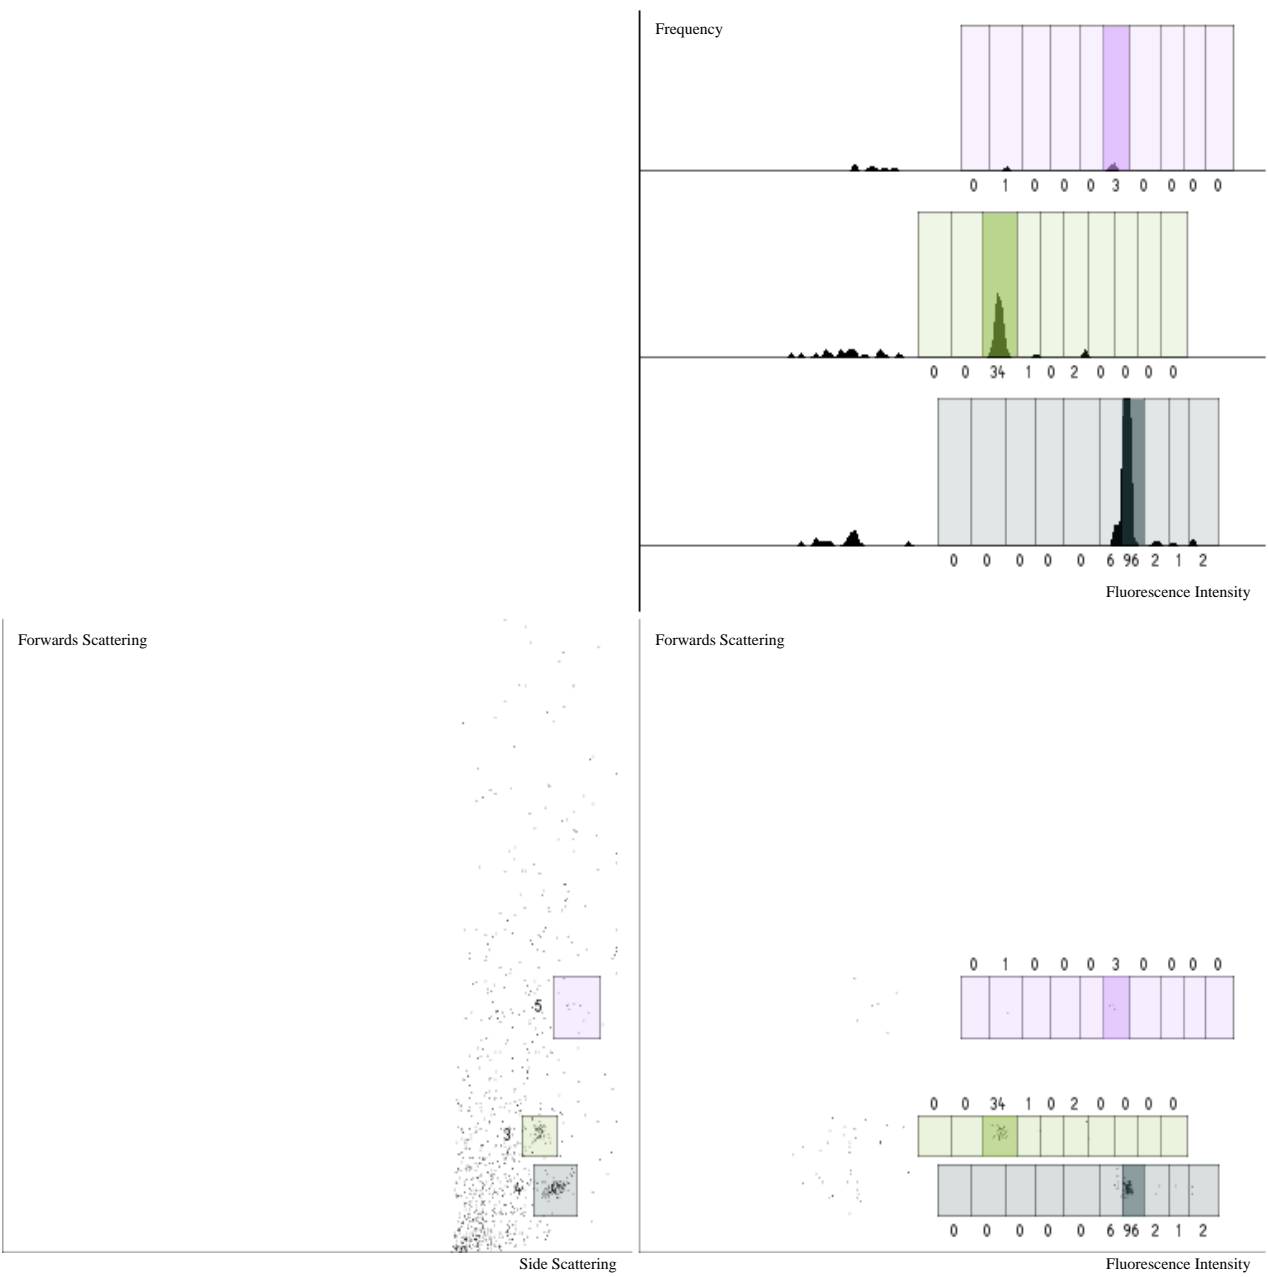 Frequency
0 1 0 0 0 3 0 0 0 0
0 0 34 1 0 2 0 0 0 0
0 0 0 0 0 6 96 2 1 2
Fluorescence Intensity
Forwards Scattering
5
3
4
Side Scattering
Forwards Scattering
0 1 0 0 0 3 0 0 0 0
0 0 34 1 0 2 0 0 0 0
0 0 0 0 0 6 96 2 1 2
Fluorescence Intensity